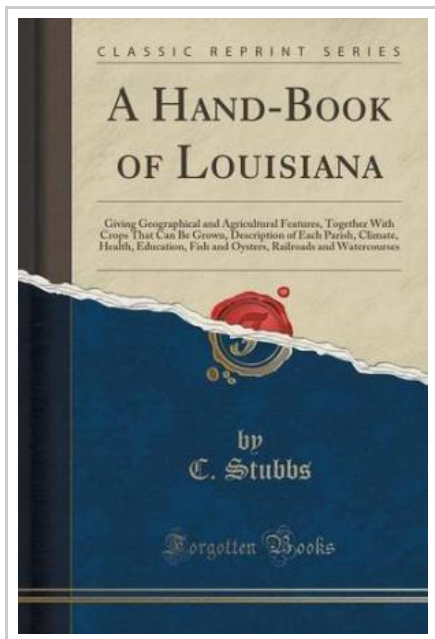 CLASSIC REPRINT SERIES
A HAND-BOOK
OF LOUISIANA
Giving Geographical and Agricultural Features, Together With
Crops That Can Be Grown, Description of Each Parish, Climate,
Health, Education, Fish and Oysters, Railroads and Watercourses
by
C. Stubbs
Forgotten Books